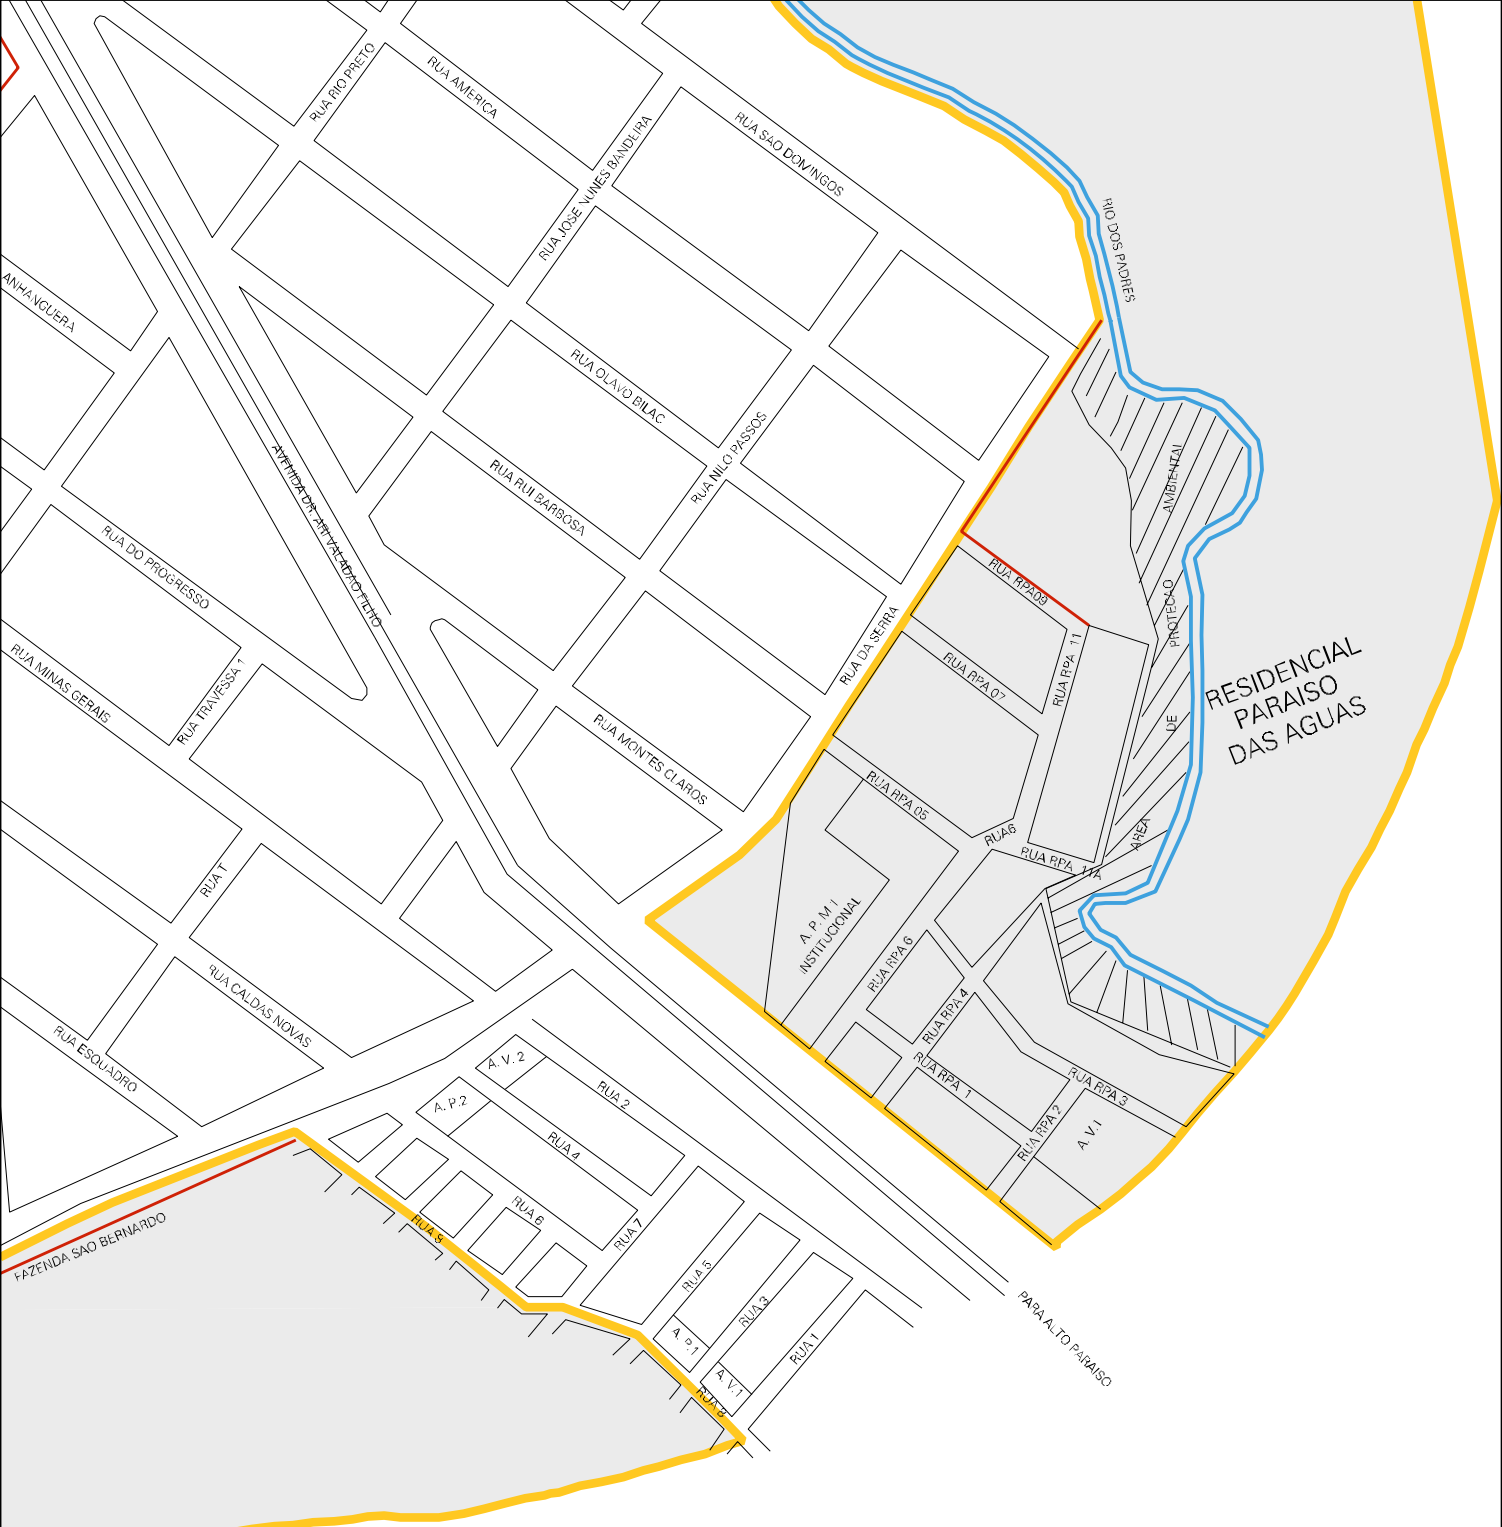 RUA RIO PRETO
RUA AMERICA
RUA SAO DOMINGOS
RUA JOSE NUNES BANDEIRA
RIO DOS PADRES
ANHANGUERA
RUA OLAVO BILAC
RUA NILO PASSOS
RUA RUI BARBOSA
AVENIDA DR. ARI VALADAO FILHO
RUA DO PROGRESSO
RUA MINAS GERAIS
RUA TRAVESSA 1
RUA DA SERRA
RUA MONTES CLAROS
RUA T
RUA CALDAS NOVAS
RUA ESQUADRO
RUA RPA09
RUA RPA 07
RUA RPA 11
RUA RPA 05
RUA6
RUA RPA 11A
AREA
DE
PROTECAO
AMBIENTAL
RESIDENCIAL
PARAISO
DAS AGUAS
A. P. M 1
INSTITUCIONAL
RUA RPA 6
RUA RPA 4
RUA RPA 1
RUA RPA 2
RUA RPA 3
A. V. I
A. V. 2
A. P.2
RUA 2
RUA 4
RUA 6
RUA 7
RUA 8
RUA 5
RUA 3
RUA 1
A. P.1
A. V.1
RUA B
FAZENDA SAO BERNARDO
PARA ALTO PARAISO